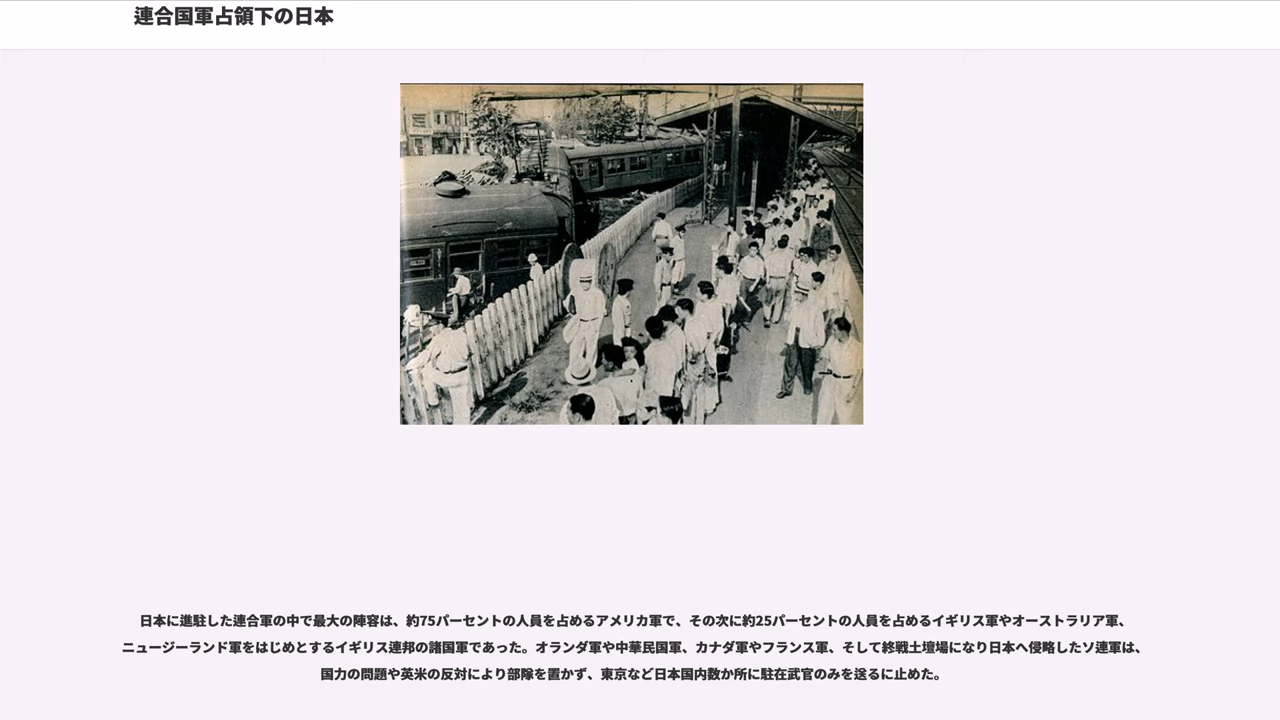 連合国軍占領下の日本
日本に進駐した連合軍の中で最大の陣容は、約75パーセントの人員を占めるアメリカ軍で、その次に約25パーセントの人員を占めるイギリス軍やオーストラリア軍、
ニュージーランド軍をはじめとするイギリス連邦の諸国軍であった。オランダ軍や中華民国軍、カナダ軍やフランス軍、そして終戦土壇場になり日本へ侵略したソ連軍は、
国力の問題や英米の反対により部隊を置かず、東京など日本国内数か所に駐在武官のみを送るに止めた。